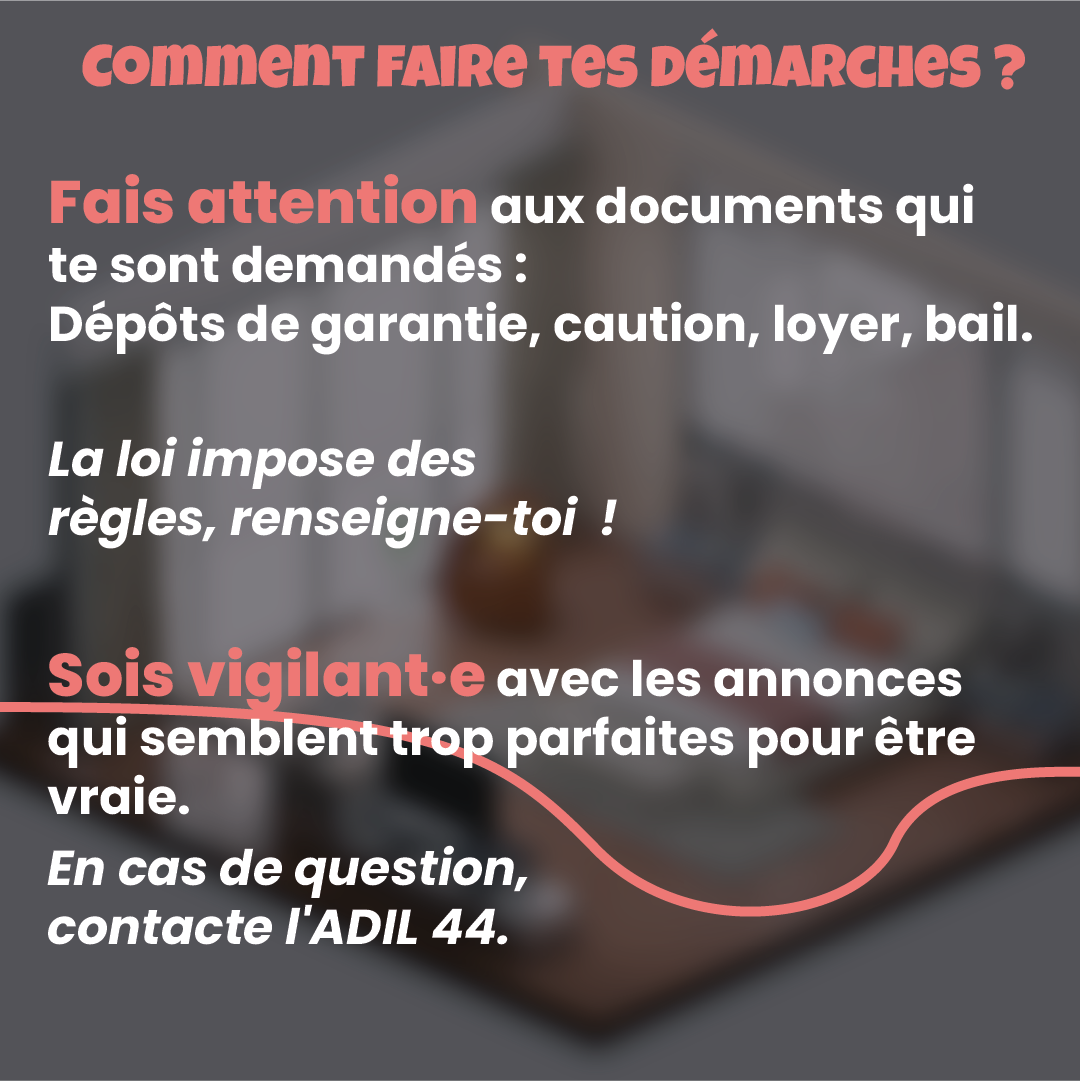 Comment faire tes démarches ?
Fais attention aux documents qui
te sont demandés :
Dépôts de garantie, caution, loyer, bail.
La loi impose des
règles, renseigne-toi !
Sois vigilant·e avec les annonces
qui semblent trop parfaites pour être
vraie.
En cas de question,
contacte l'ADIL 44.